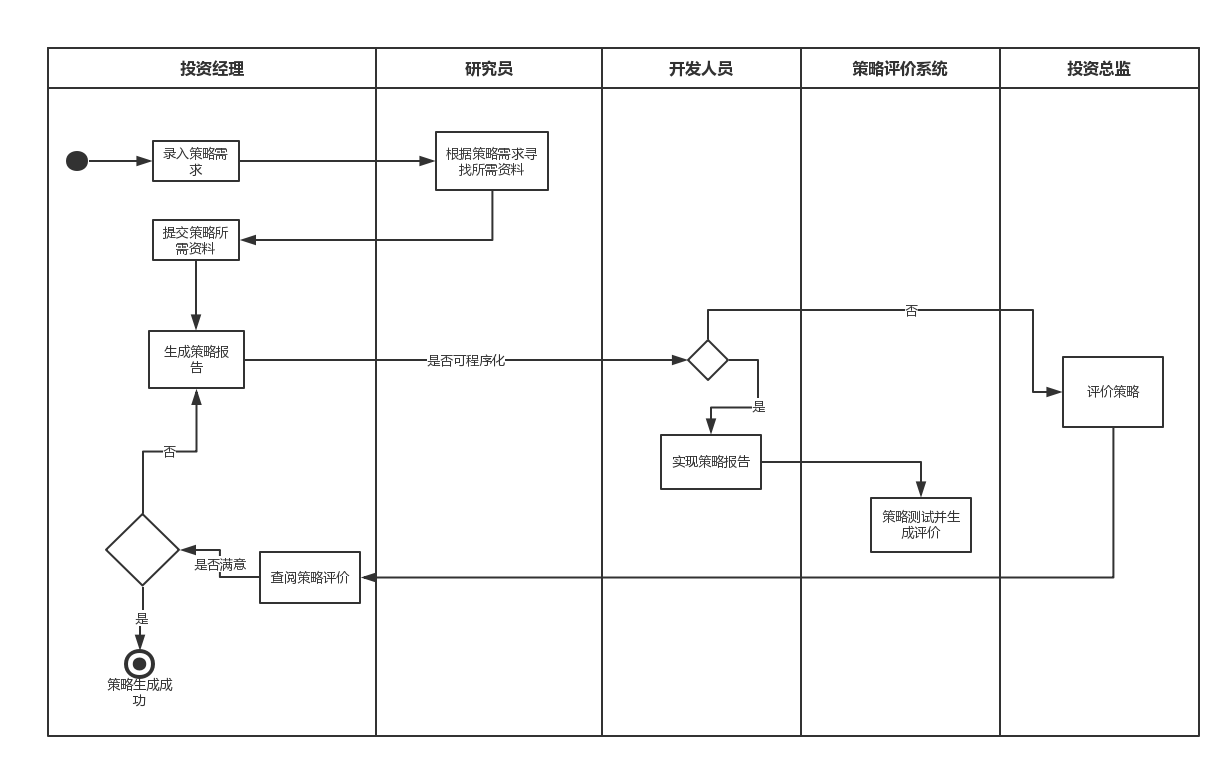 投资经理
研究员
开发人员
策略评价系统
投资总监
录入策略需
求
根据策略需求寻
找所需资料
提交策略所
需资料
否
生成策略报
告
是否可程序化
评价策略
是
否
实现策略报告
策略测试并生
成评价
是否满意
查阅策略评价
是
策略生成成
功